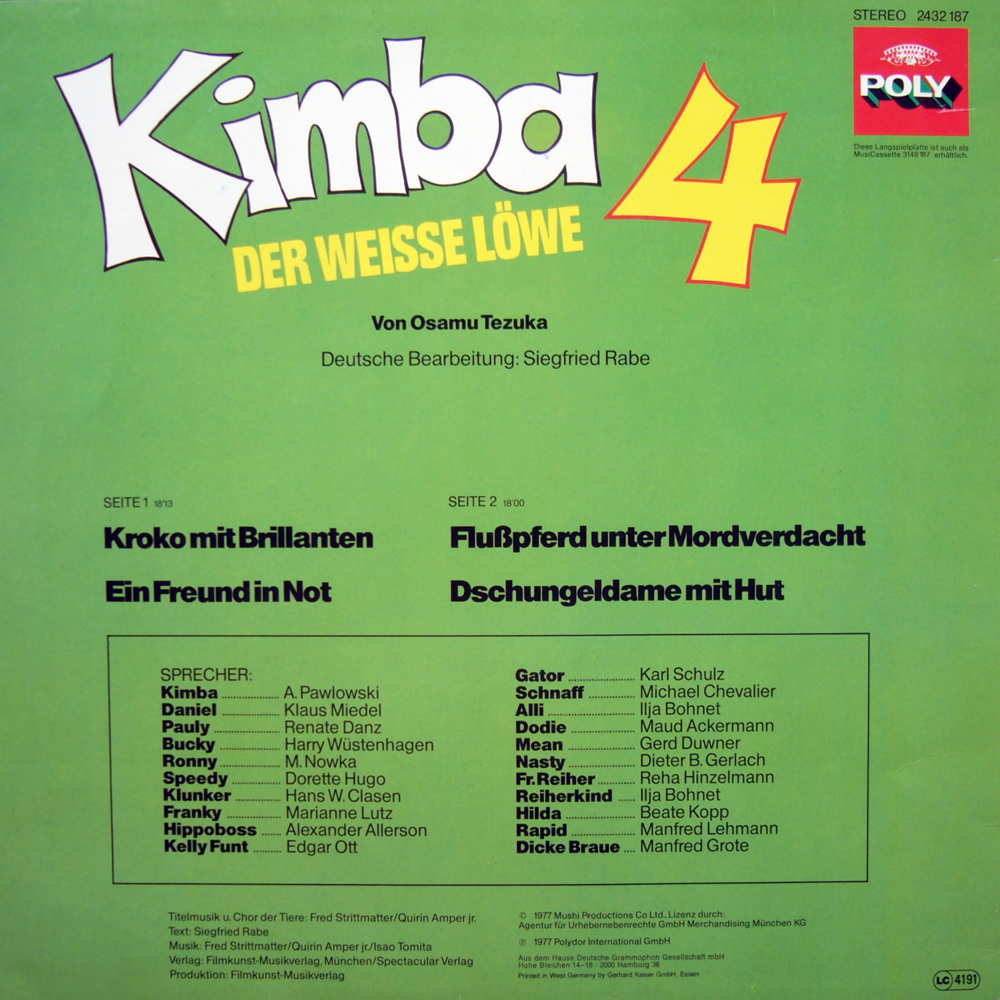 STEREO 2432 187
POLY
Diese Langspielplatte ist auch als
MusiCassette 3148 187 erhältlich.
Kimba 4
DER WEISSE LÖWE
Von Osamu Tezuka
Deutsche Bearbeitung: Siegfried Rabe
SEITE 1 18'13
Kroko mit Brillanten
Ein Freund in Not
SEITE 2 18'00
Flußpferd unter Mordverdacht
Dschungeldame mit Hut
SPRECHER:
Kimba ............ A. Pawlowski
Daniel ............ Klaus Miedel
Pauly ............ Renate Danz
Bucky ............ Harry Wüstenhagen
Ronny ............ M. Nowka
Speedy .......... Dorette Hugo
Klunker .......... Hans W. Clasen
Franky ............ Marianne Lutz
Hippoboss ..... Alexander Allerson
Kelly Funt ....... Edgar Ott
Gator ............ Karl Schulz
Schnaff .......... Michael Chevalier
Alli ............ Ilja Bohnet
Dodie ............ Maud Ackermann
Mean ............ Gerd Duwner
Nasty ............ Dieter B. Gerlach
Fr. Reiher ......... Reha Hinzelmann
Reiherkind ..... Ilja Bohnet
Hilda ............ Beate Kopp
Rapid ............ Manfred Lehmann
Dicke Braue .... Manfred Grote
Titelmusik u. Chor der Tiere: Fred Strittmatter/Quirin Amper jr.
Text: Siegfried Rabe
Musik: Fred Strittmatter/Quirin Amper jr./Isao Tomita
Verlag: Filmkunst-Musikverlag, München/Spectacular Verlag
Produktion: Filmkunst-Musikverlag
© 1977 Mushi Productions Co Ltd., Lizenz durch:
Agentur für Urhebernebenrechte GmbH Merchandising München KG
℗ 1977 Polydor International GmbH
Aus dem Hause Deutsche Grammophon Gesellschaft mbH
Hohe Bleichen 14-16 · 2000 Hamburg 36
Printed in West Germany by Gerhard Kaiser GmbH, Essen
LC 4191